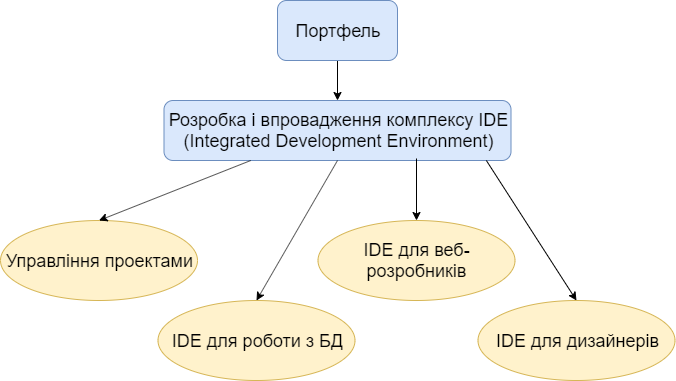 Портфель
Розробка і впровадження комплексу IDE
(Integrated Development Environment)
Управління проектами
IDE для роботи з БД
IDE для веб-
розробників
IDE для дизайнерів